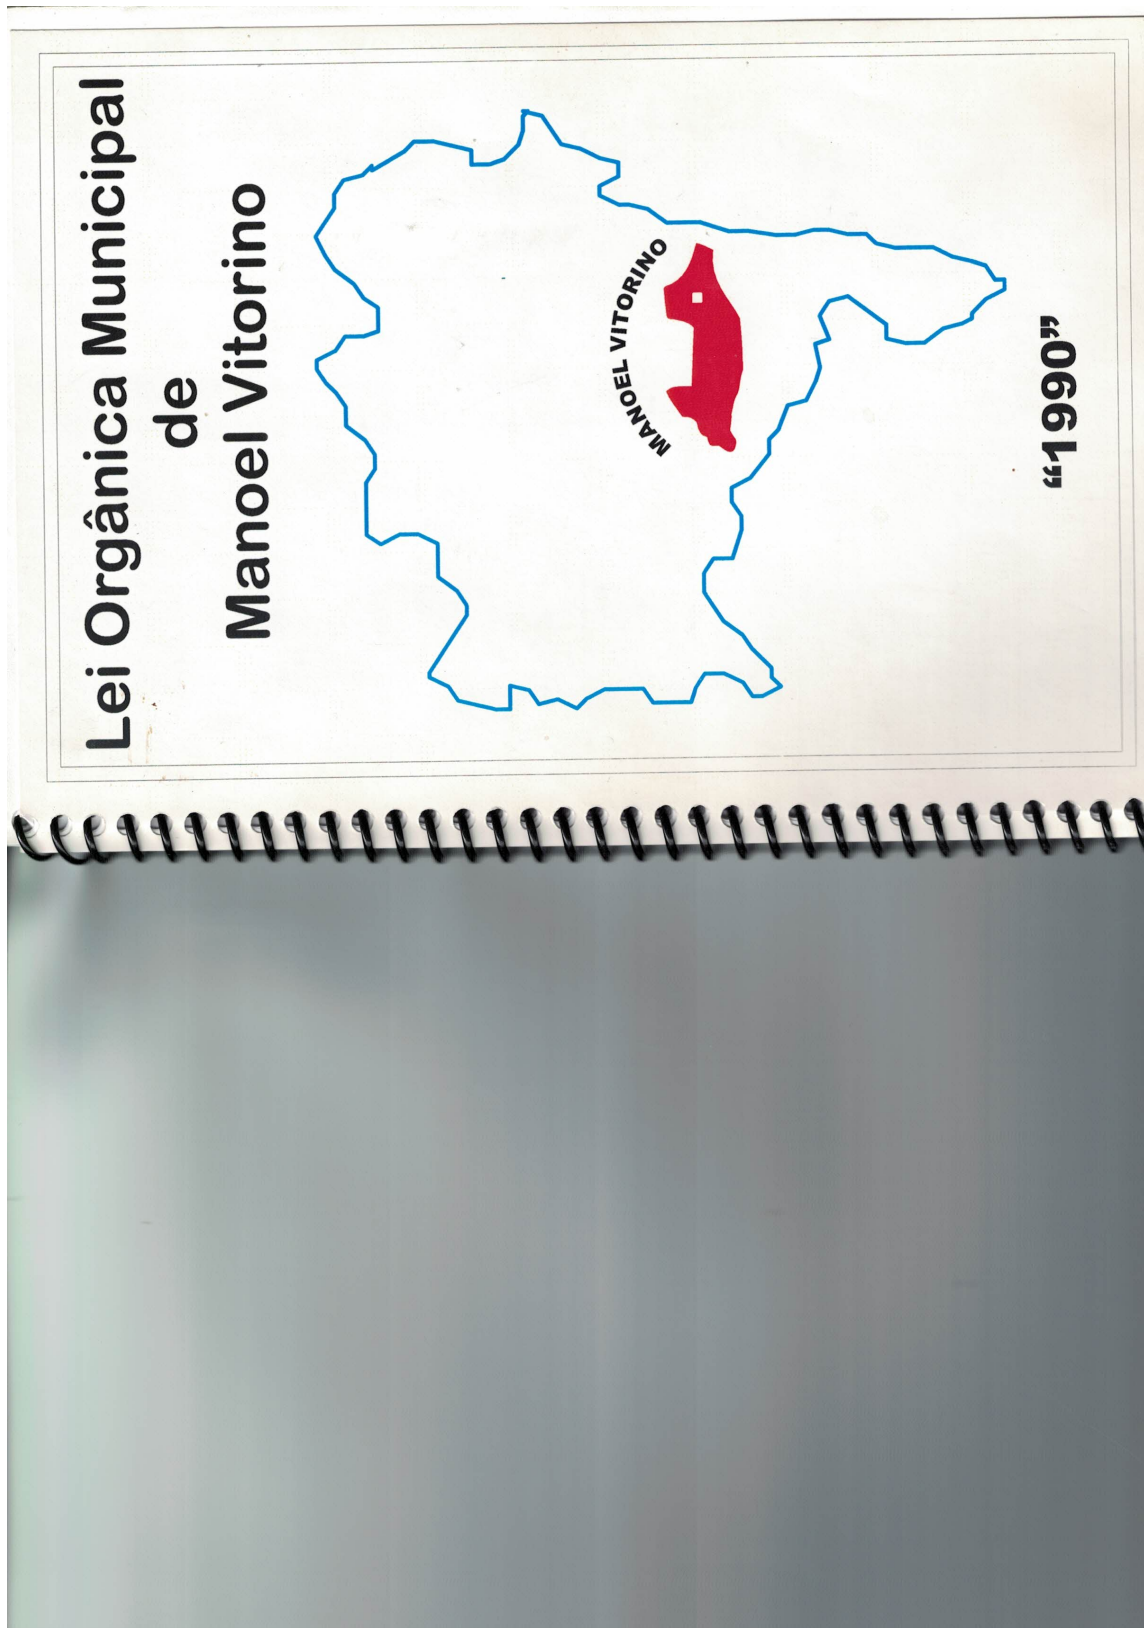 Lei Orgânica Municipal
de
Manoel Vitorino
MANOEL VITORINO
“1990”